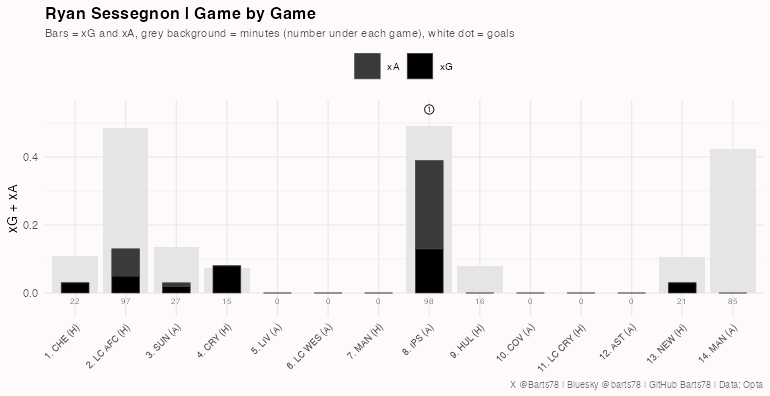 Ryan Sessegnon | Game by Game
Bars = xG and xA, grey background = minutes (number under each game), white dot = goals
xA xG
1
0.4
0.2
0.0
xG + xA
22 97 27 15 0 0 0 98 16 0 0 0 21 85
1. CHE (H)
2. LC AFC (H)
3. SUN (A)
4. CRY (H)
5. LIV (A)
6. LC WES (A)
7. MAN (H)
8. IPS (A)
9. HUL (H)
10. COV (A)
11. LC CRY (H)
12. AST (A)
13. NEW (H)
14. MAN (A)
X @Barts78 | Bluesky @barts78 | GitHub Barts78 | Data: Opta